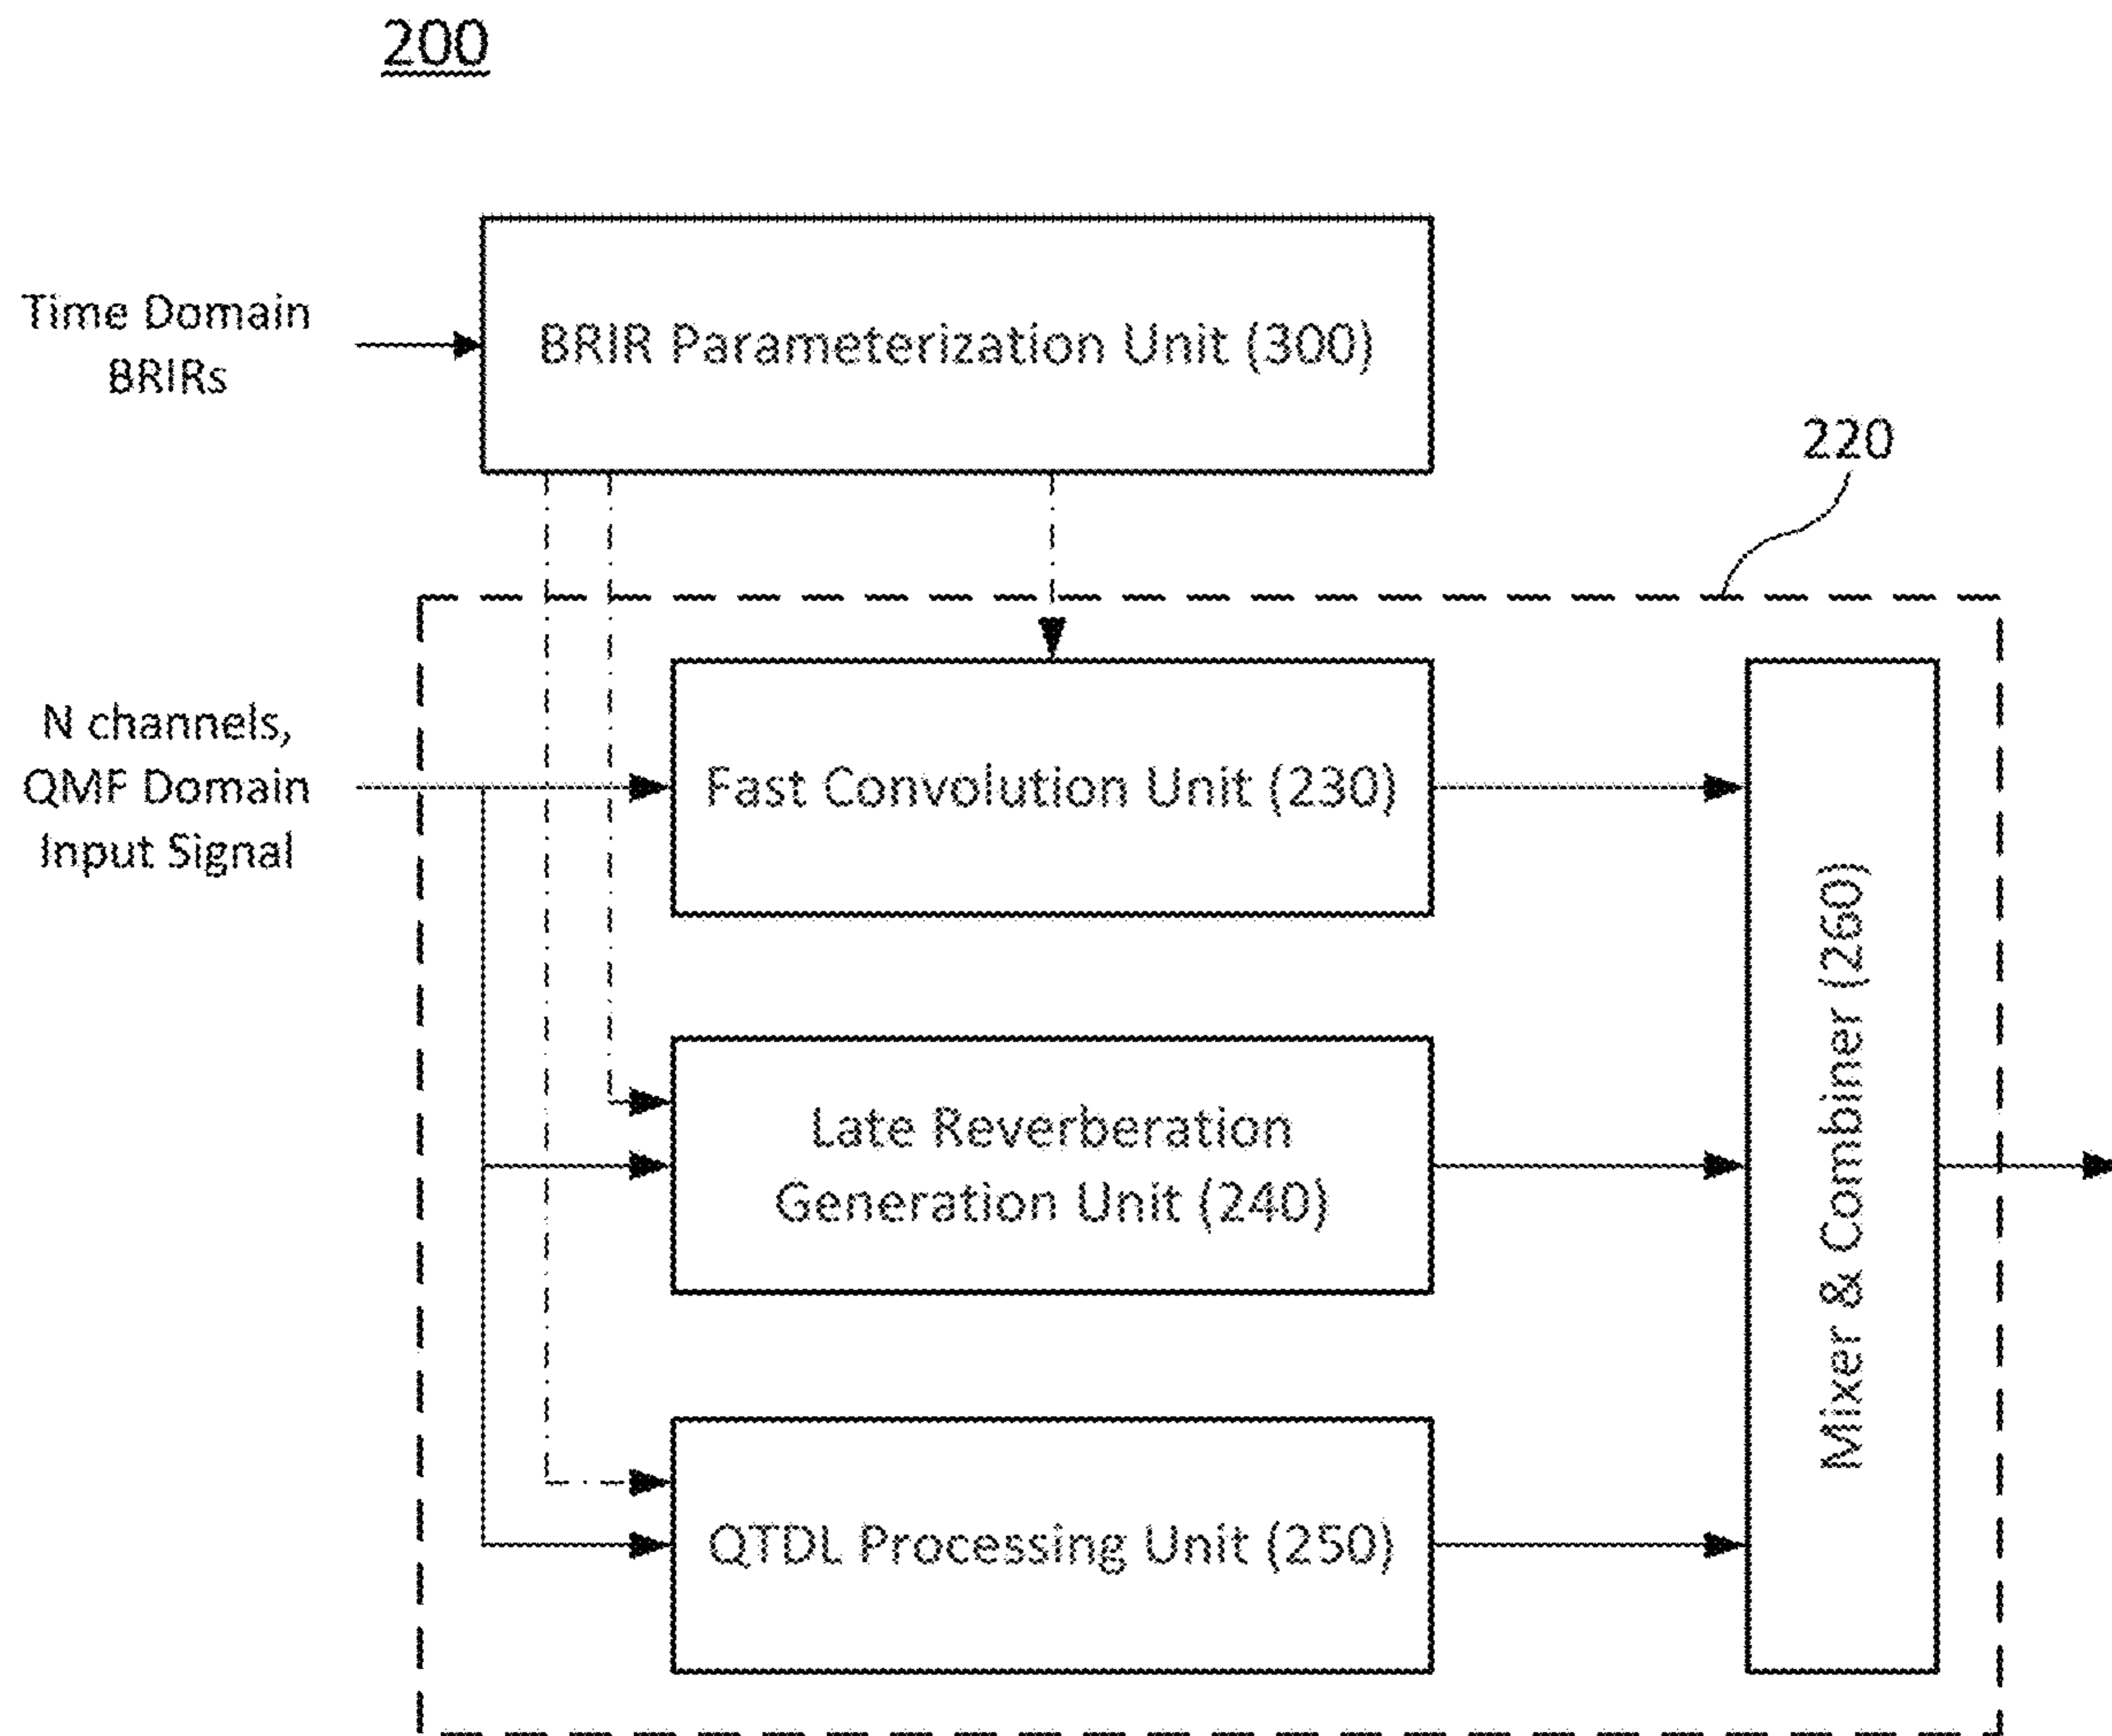 200
Time Domain
BRIRs
BRIR Parameterization Unit (300)
220
N channels,
QMF Domain
Input Signal
Fast Convolution Unit (230)
Late Reverberation
Generation Unit (240)
QTDL Processing Unit (250)
Mixer & Combiner (260)